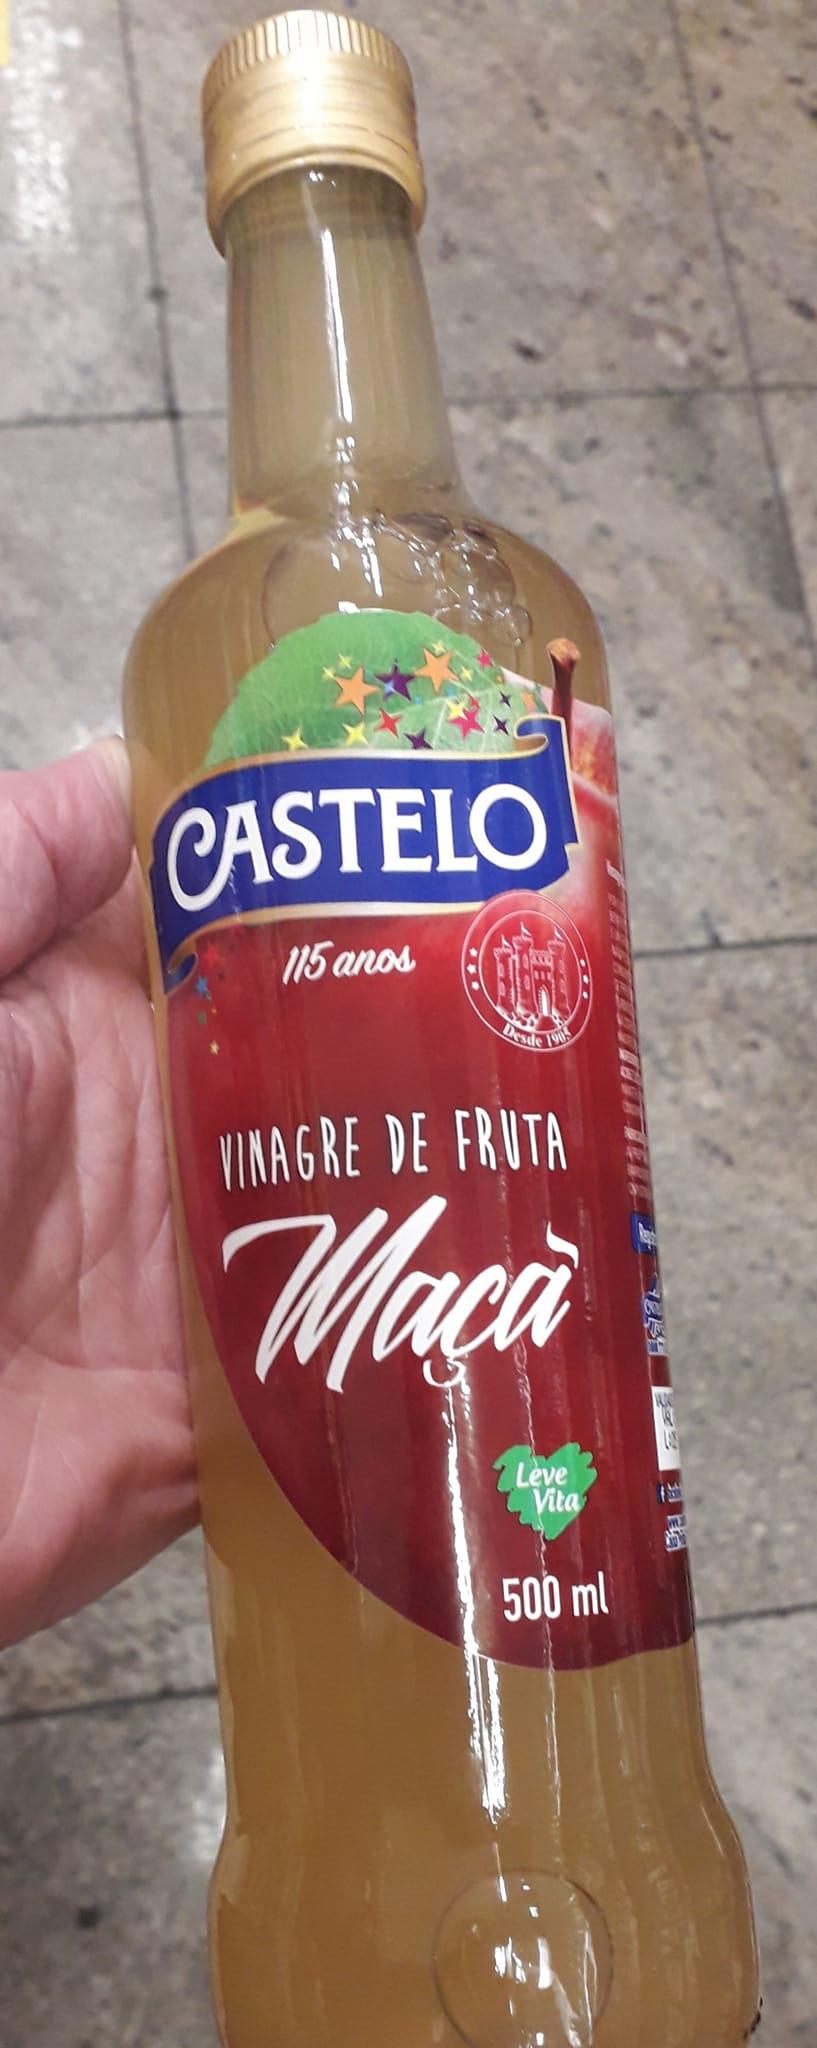 CASTELO
115 anos
Desde 1905
VINAGRE DE FRUTA
Maçã
Leve
Vita
500 ml